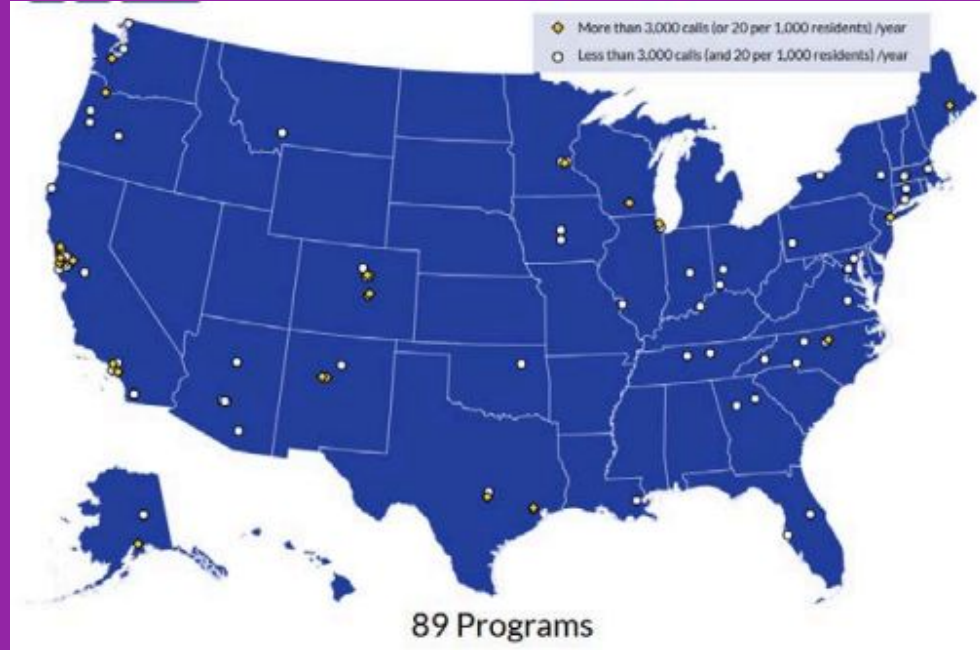 More than 3,000 calls (or 20 per 1,000 residents) /year
Less than 3,000 calls (and 20 per 1,000 residents) /year
89 Programs